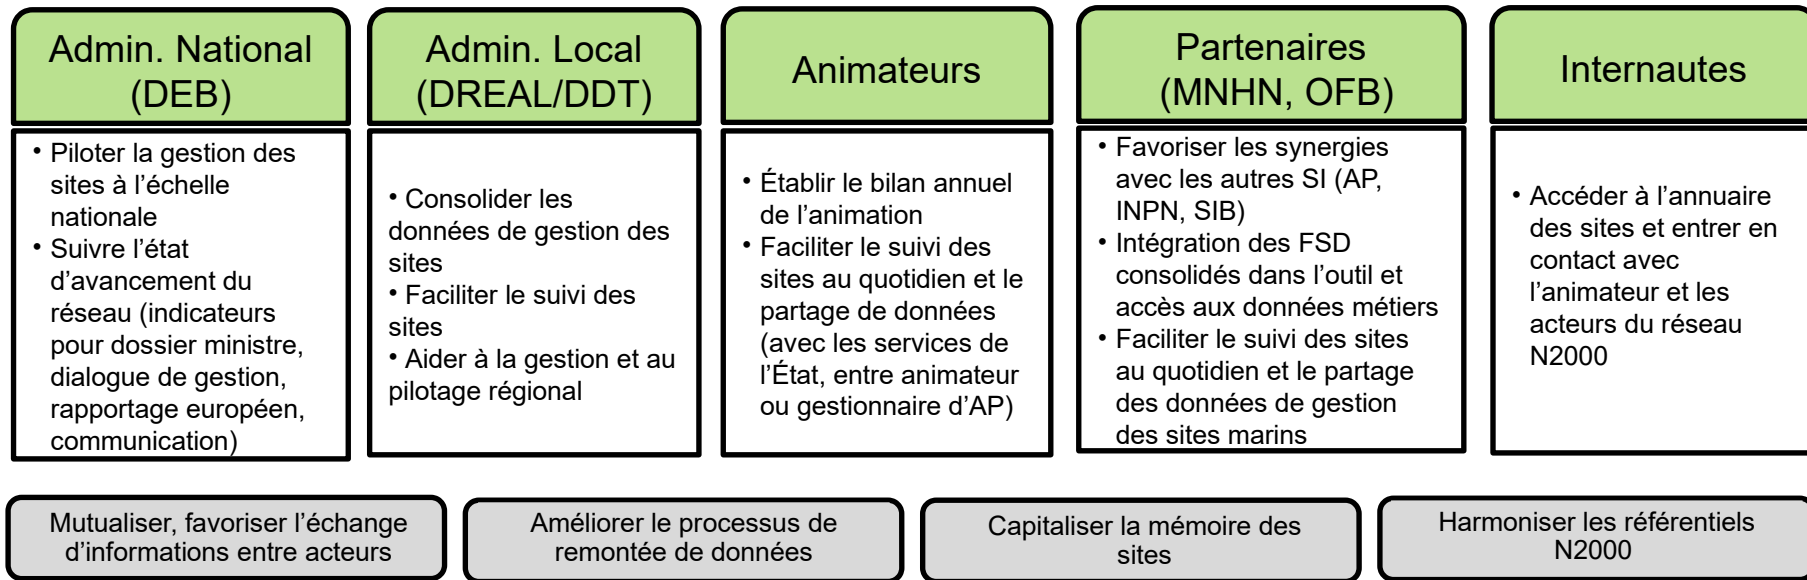 Admin. National
(DEB)
• Piloter la gestion des
sites à l’échelle
nationale
• Suivre l’état
d’avancement du
réseau (indicateurs
pour dossier ministre,
dialogue de gestion,
rapportage européen,
communication)
Admin. Local
(DREAL/DDT)
• Consolider les
données de gestion des
sites
• Faciliter le suivi des
sites
• Aider à la gestion et au
pilotage régional
Animateurs
• Établir le bilan annuel
de l’animation
• Faciliter le suivi des
sites au quotidien et le
partage de données
(avec les services de
l’État, entre animateur
ou gestionnaire d’AP)
Partenaires
(MNHN, OFB)
• Favoriser les synergies
avec les autres SI (AP,
INPN, SIB)
• Intégration des FSD
consolidés dans l’outil et
accès aux données métiers
• Faciliter le suivi des sites
au quotidien et le partage
des données de gestion
des sites marins
Internautes
• Accéder à l’annuaire
des sites et entrer en
contact avec
l’animateur et les
acteurs du réseau
N2000
Mutualiser, favoriser l’échange
d’informations entre acteurs
Améliorer le processus de
remontée de données
Capitaliser la mémoire des
sites
Harmoniser les référentiels
N2000